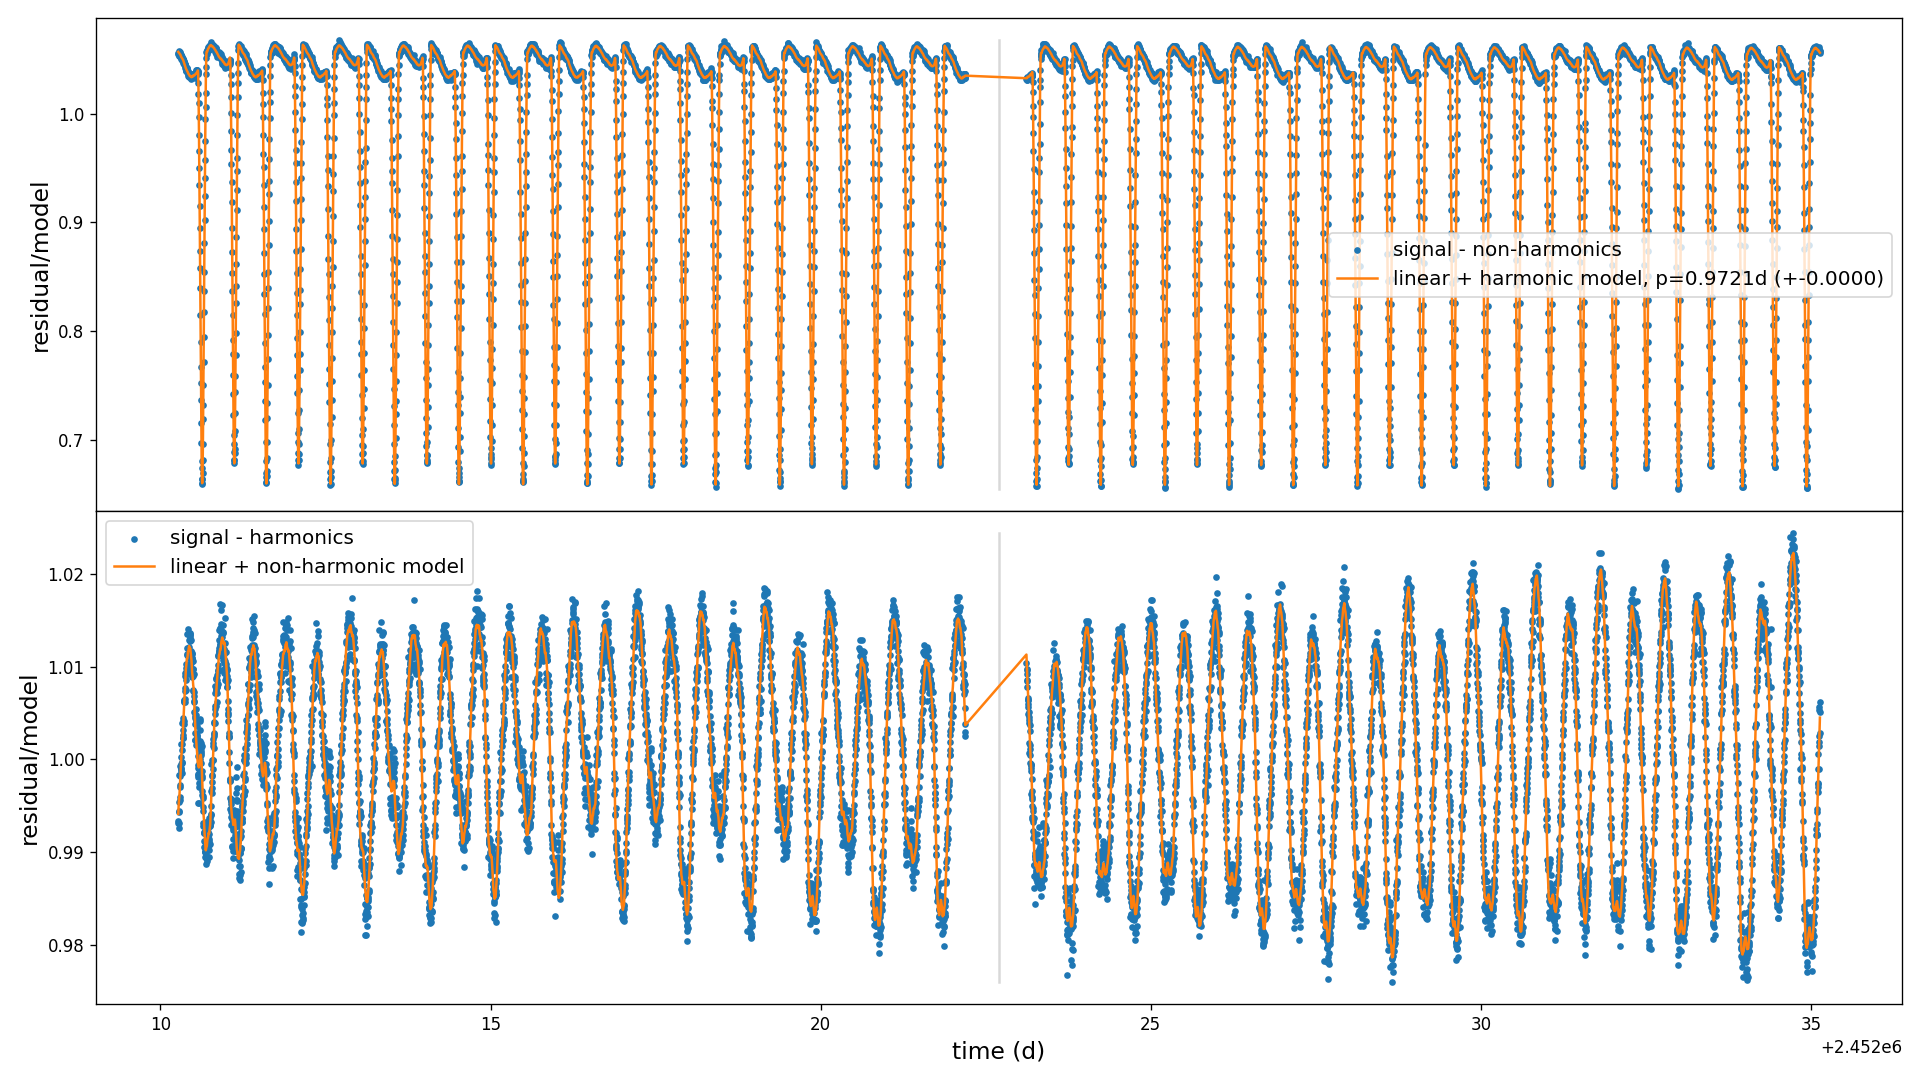 residual/model
1.0
0.9
0.8
0.7
signal - non-harmonics
linear + harmonic model, p=0.9721d (+-0.0000)
residual/model
1.02
1.01
1.00
0.99
0.98
signal - harmonics
linear + non-harmonic model
10 15 20 25 30 35
time (d)
+2.452e6